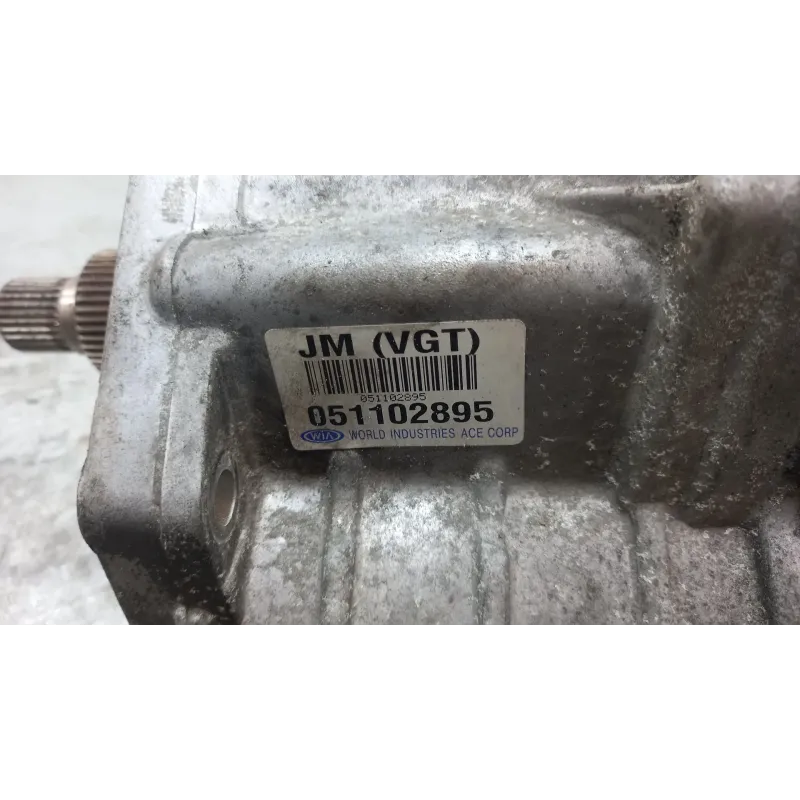 JM (VGT)
051102895
051102895
WIA WORLD INDUSTRIES ACE CORP